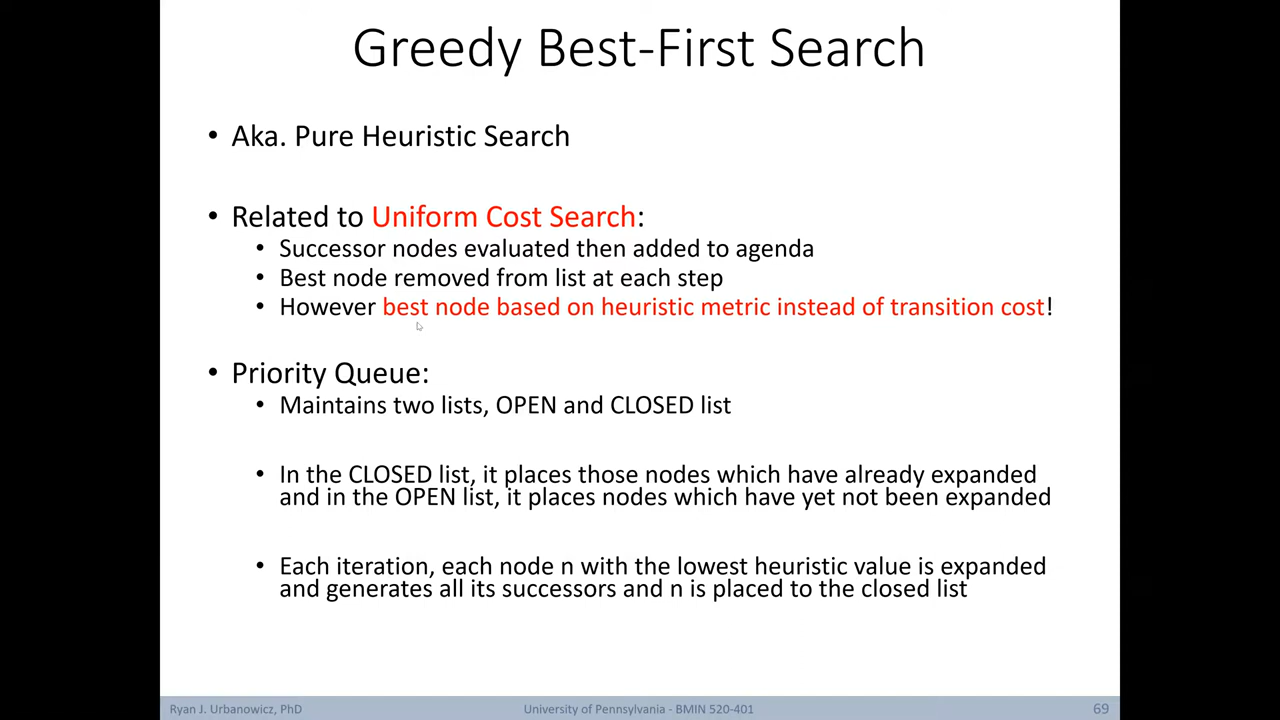 Greedy Best-First Search
• Aka. Pure Heuristic Search
• Related to Uniform Cost Search:
• Successor nodes evaluated then added to agenda
• Best node removed from list at each step
• However best node based on heuristic metric instead of transition cost!
• Priority Queue:
• Maintains two lists, OPEN and CLOSED list
• In the CLOSED list, it places those nodes which have already expanded
and in the OPEN list, it places nodes which have yet not been expanded
• Each iteration, each node n with the lowest heuristic value is expanded
and generates all its successors and n is placed to the closed list
Ryan J. Urbanowicz, PhD
University of Pennsylvania - BMIN 520-401
69